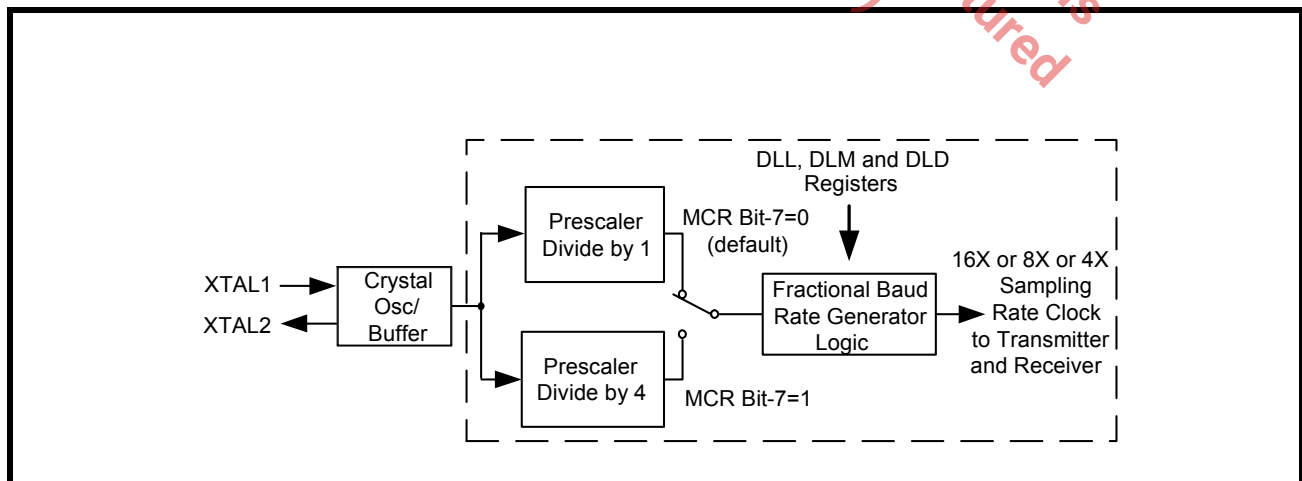 tured
DLL, DLM and DLD
Registers
Prescaler
Divide by 1
MCR Bit-7=0
(default)
XTAL1
XTAL2
Crystal
Osc/
Buffer
Fractional Baud
Rate Generator
Logic
16X or 8X or 4X
Sampling
Rate Clock
to Transmitter
and Receiver
Prescaler
Divide by 4
MCR Bit-7=1